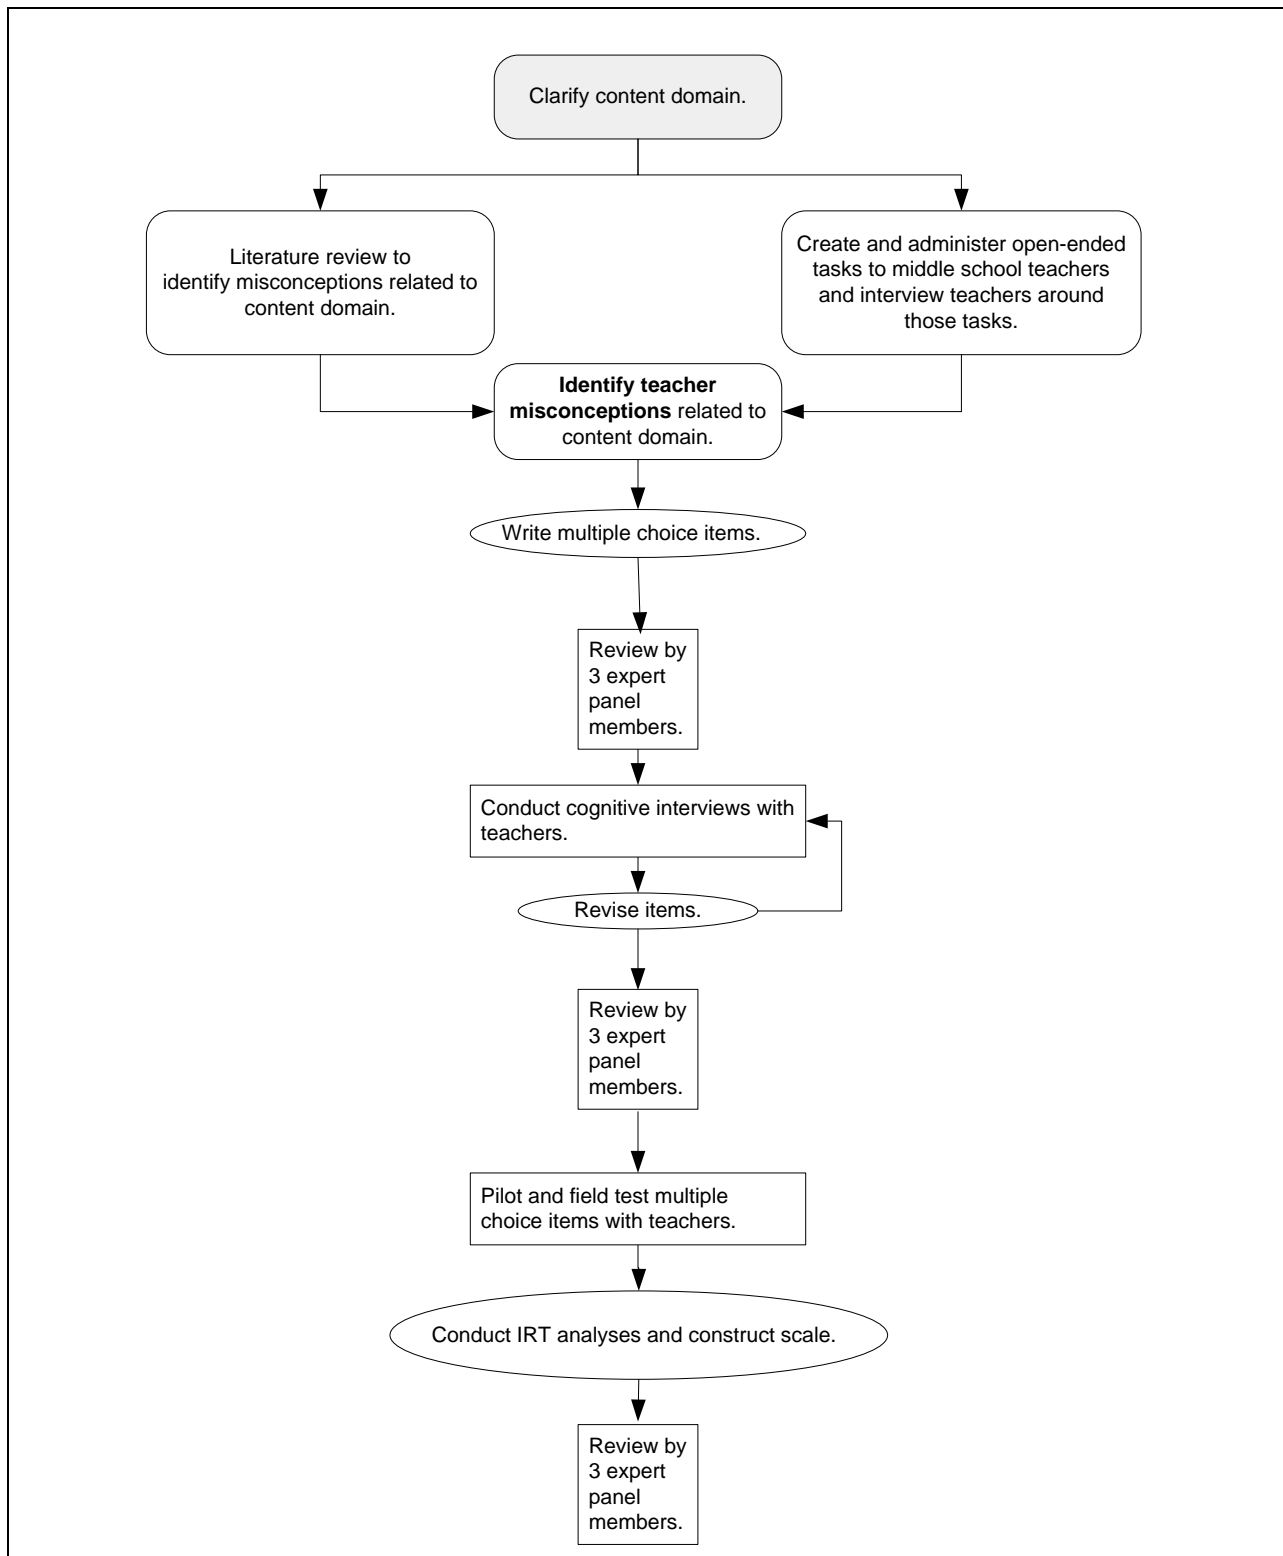 Clarify content domain.
Literature review to
identify misconceptions related to
content domain.
Create and administer open-ended
tasks to middle school teachers
and interview teachers around
those tasks.
Identify teacher
misconceptions related to
content domain.
Write multiple choice items.
Review by
3 expert
panel
members.
Conduct cognitive interviews with
teachers.
Revise items.
Review by
3 expert
panel
members.
Pilot and field test multiple
choice items with teachers.
Conduct IRT analyses and construct scale.
Review by
3 expert
panel
members.